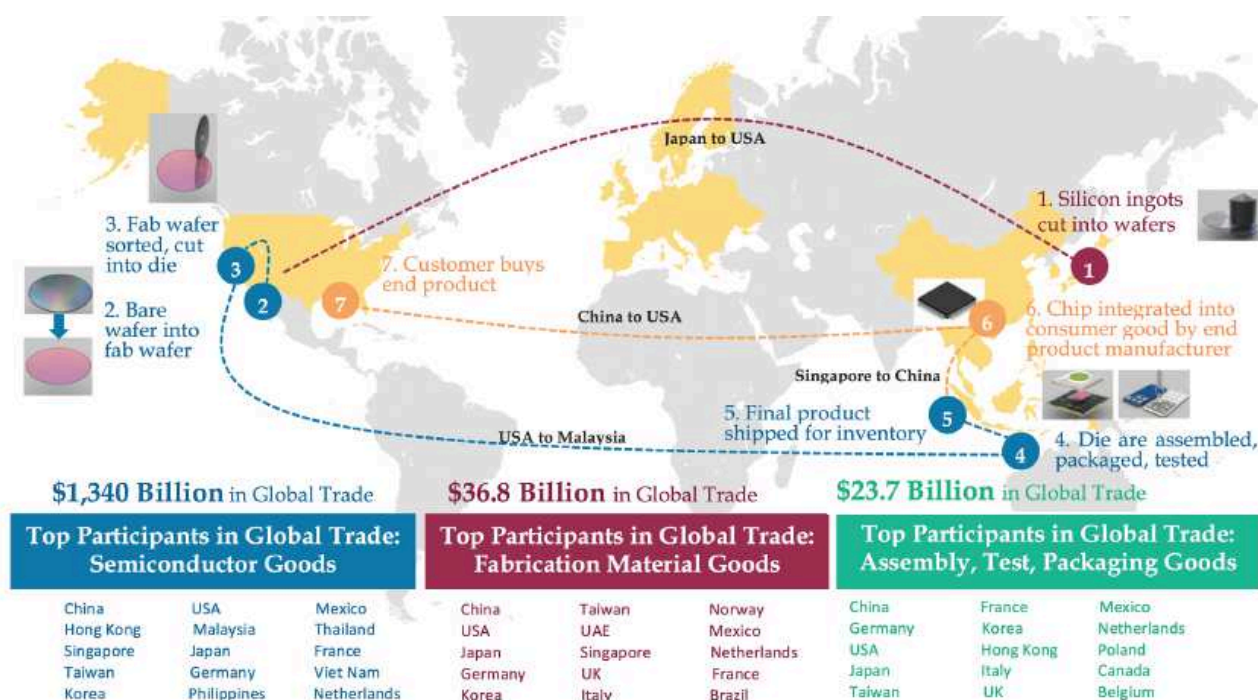 Japan to USA
1. Silicon ingots
cut into wafers
1
3. Fab wafer
sorted, cut
into die
3
2
2. Bare
wafer into
fab wafer
7. Customer buys
end product
7
China to USA
6
6. Chip integrated into
consumer good by end
product manufacturer
Singapore to China
5. Final product
shipped for inventory
5
USA to Malaysia
4
4. Die are assembled,
packaged, tested
$1,340 Billion in Global Trade
Top Participants in Global Trade:
Semiconductor Goods
China USA Mexico
Hong Kong Malaysia Thailand
Singapore Japan France
Taiwan Germany Viet Nam
Korea Philippines Netherlands
$36.8 Billion in Global Trade
Top Participants in Global Trade:
Fabrication Material Goods
China Taiwan Norway
USA UAE Mexico
Japan Singapore Netherlands
Germany UK France
Korea Italy Brazil
$23.7 Billion in Global Trade
Top Participants in Global Trade:
Assembly, Test, Packaging Goods
China France Mexico
Germany Korea Netherlands
USA Hong Kong Poland
Japan Italy Canada
Taiwan UK Belgium